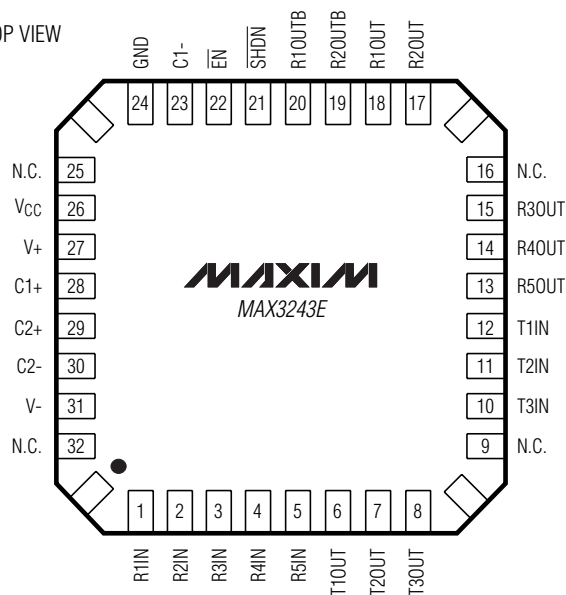 OP VIEW
GND
C1-
EN
SHDN
R1OUTB
R2OUTB
R1OUT
R2OUT
24 23 22 21 20 19 18 17
N.C. 25
VCC 26
V+ 27
C1+ 28
C2+ 29
C2- 30
V- 31
N.C. 32
MAXIM
MAX3243E
16 N.C.
15 R3OUT
14 R4OUT
13 R5OUT
12 T1IN
11 T2IN
10 T3IN
9 N.C.
1 2 3 4 5 6 7 8
R1IN
R2IN
R3IN
R4IN
R5IN
T1OUT
T2OUT
T3OUT